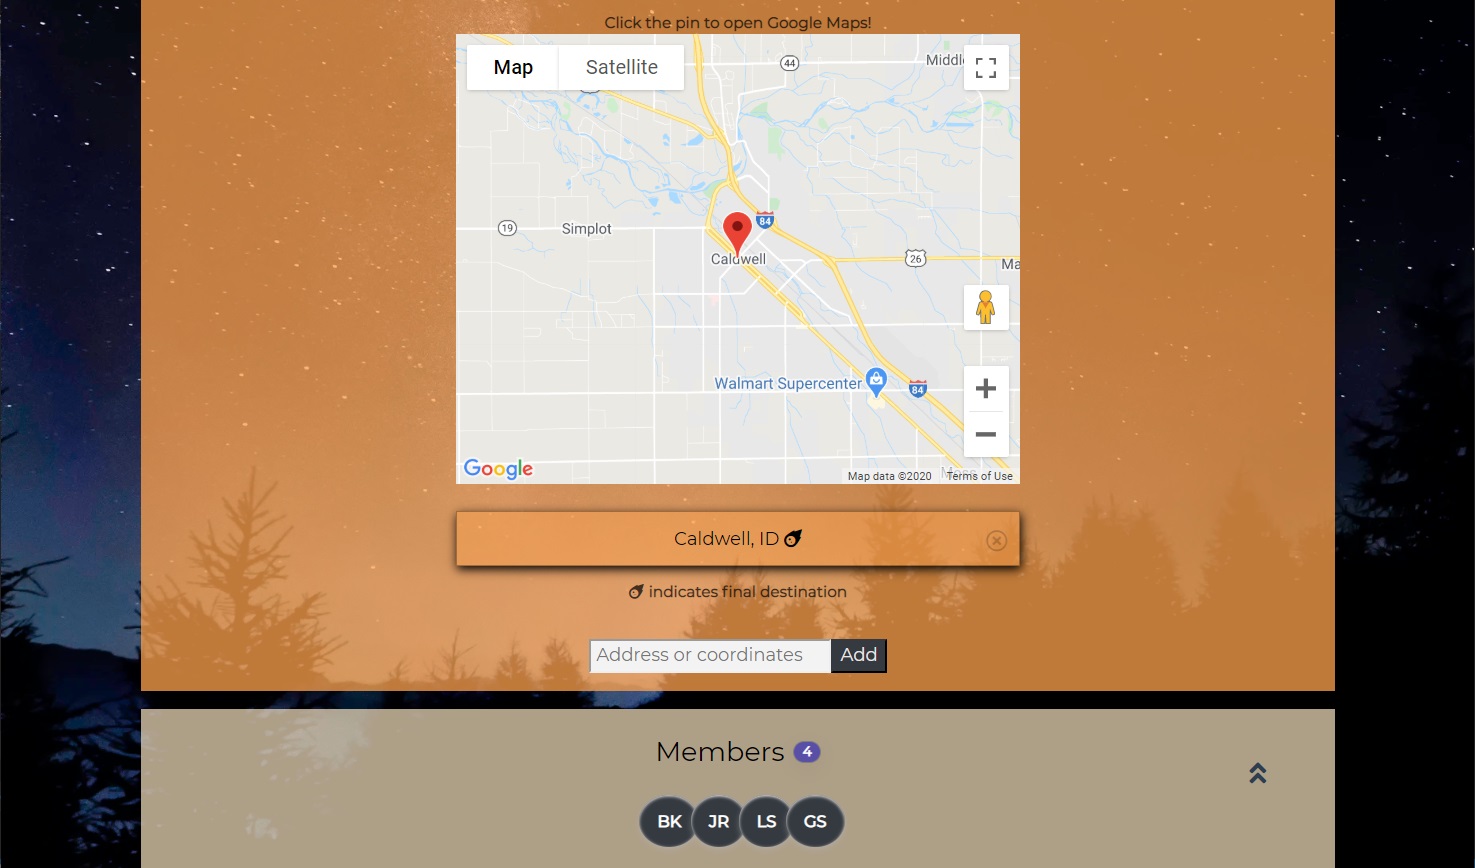 Click the pin to open Google Maps!
Map Satellite
44
Middl
19
Simplot
84
Caldwell
26
Ma
Walmart Supercenter
84
Google
Map data ©2020 Terms of Use
Caldwell, ID
indicates final destination
Address or coordinates Add
Members 4
BK JR LS GS